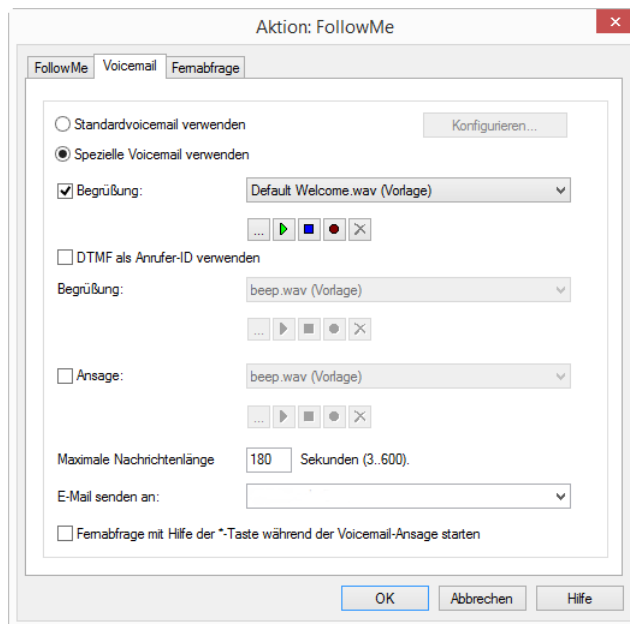 Aktion: FollowMe
FollowMe Voicemail Fernabfrage
Standardvoicemail verwenden Konfigurieren...
Spezielle Voicemail verwenden
Begrüßung: Default Welcome.wav (Vorlage)
...
DTMF als Anrufer-ID verwenden
Begrüßung: beep.wav (Vorlage)
...
Ansage: beep.wav (Vorlage)
...
Maximale Nachrichtenlänge 180 Sekunden (3..600).
E-Mail senden an:
Fernabfrage mit Hilfe der *-Taste während der Voicemail-Ansage starten
OK Abbrechen Hilfe